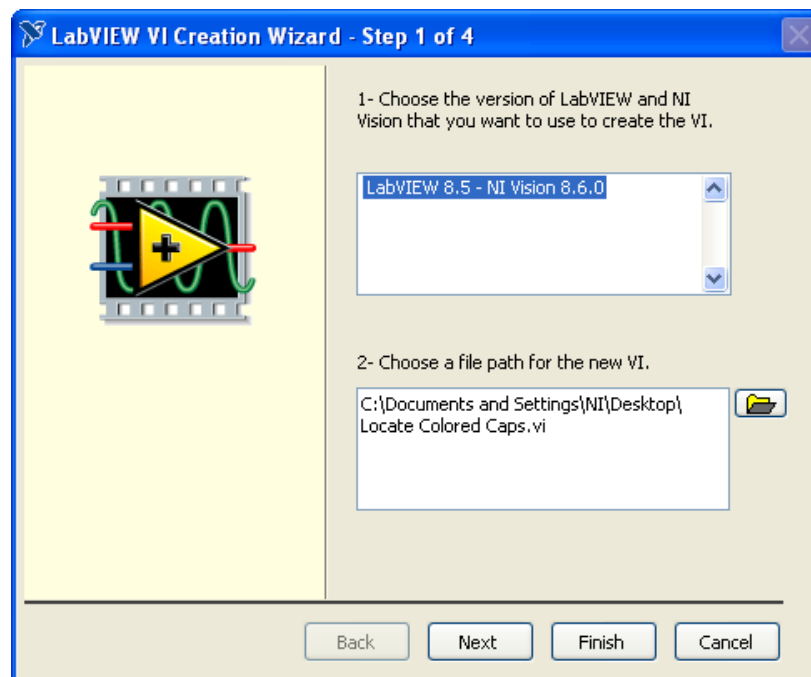 LabVIEW VI Creation Wizard - Step 1 of 4
1- Choose the version of LabVIEW and NI
Vision that you want to use to create the VI.
LabVIEW 8.5 - NI Vision 8.6.0
2- Choose a file path for the new VI.
C:\Documents and Settings\NI\Desktop\
Locate Colored Caps.vi
Back Next Finish Cancel